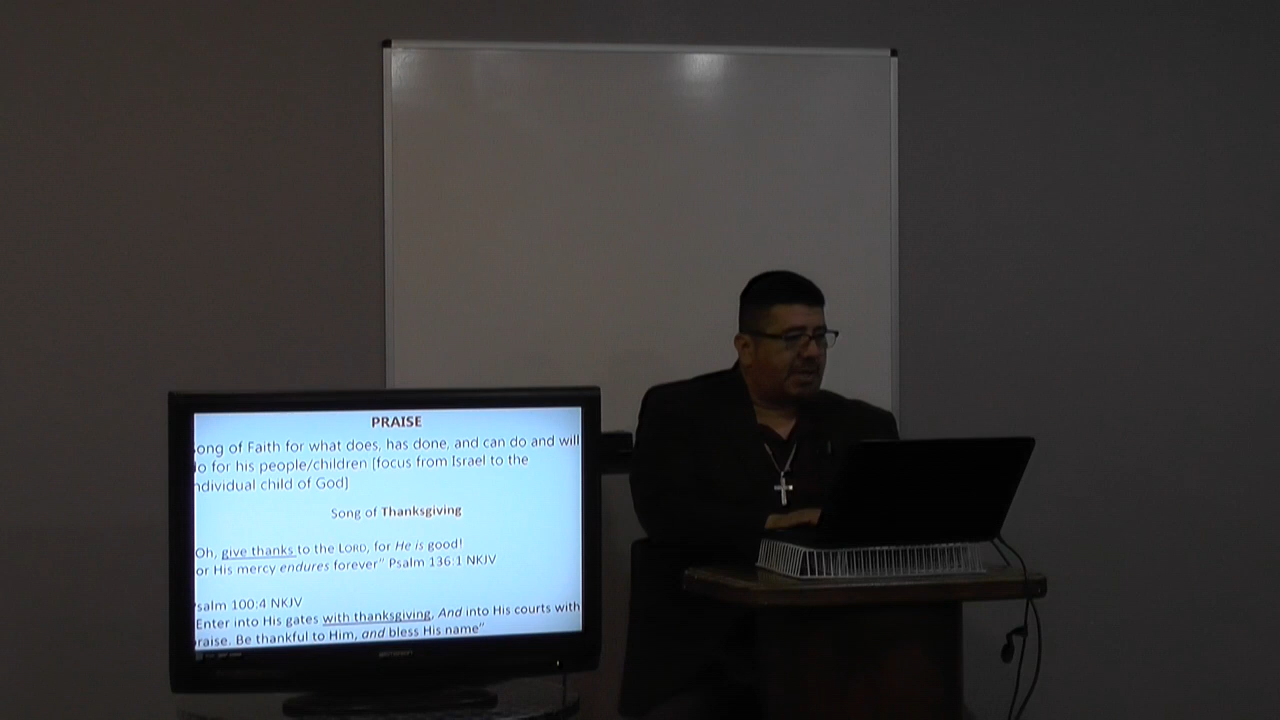 PRAISE
ong of Faith for what does, has done, and can do and will
o for his people/children [focus from Israel to the
ndividual child of God]
Song of Thanksgiving
Oh, give thanks to the LORD, for He is good!
or His mercy endures forever” Psalm 136:1 NKJV
salm 100:4 NKJV
Enter into His gates with thanksgiving, And into His courts with
raise. Be thankful to Him, and bless His name”